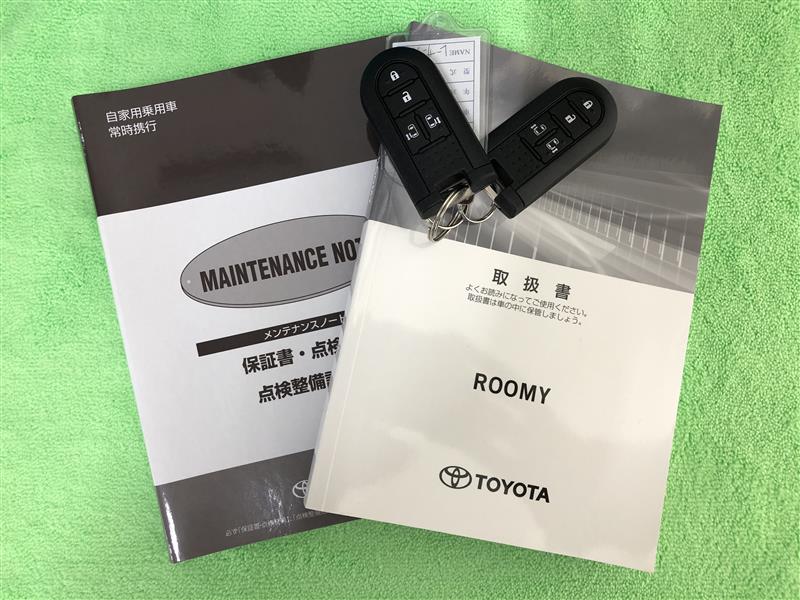 自家用乗用車
常時携行
MAINTENANCE NOT
メンテナンスノート
保証書・点検
点検整備
NAME
型式
取扱書
よくお読みになってご使用ください。
取扱書は車の中に保管しましょう。
ROOMY
TOYOTA